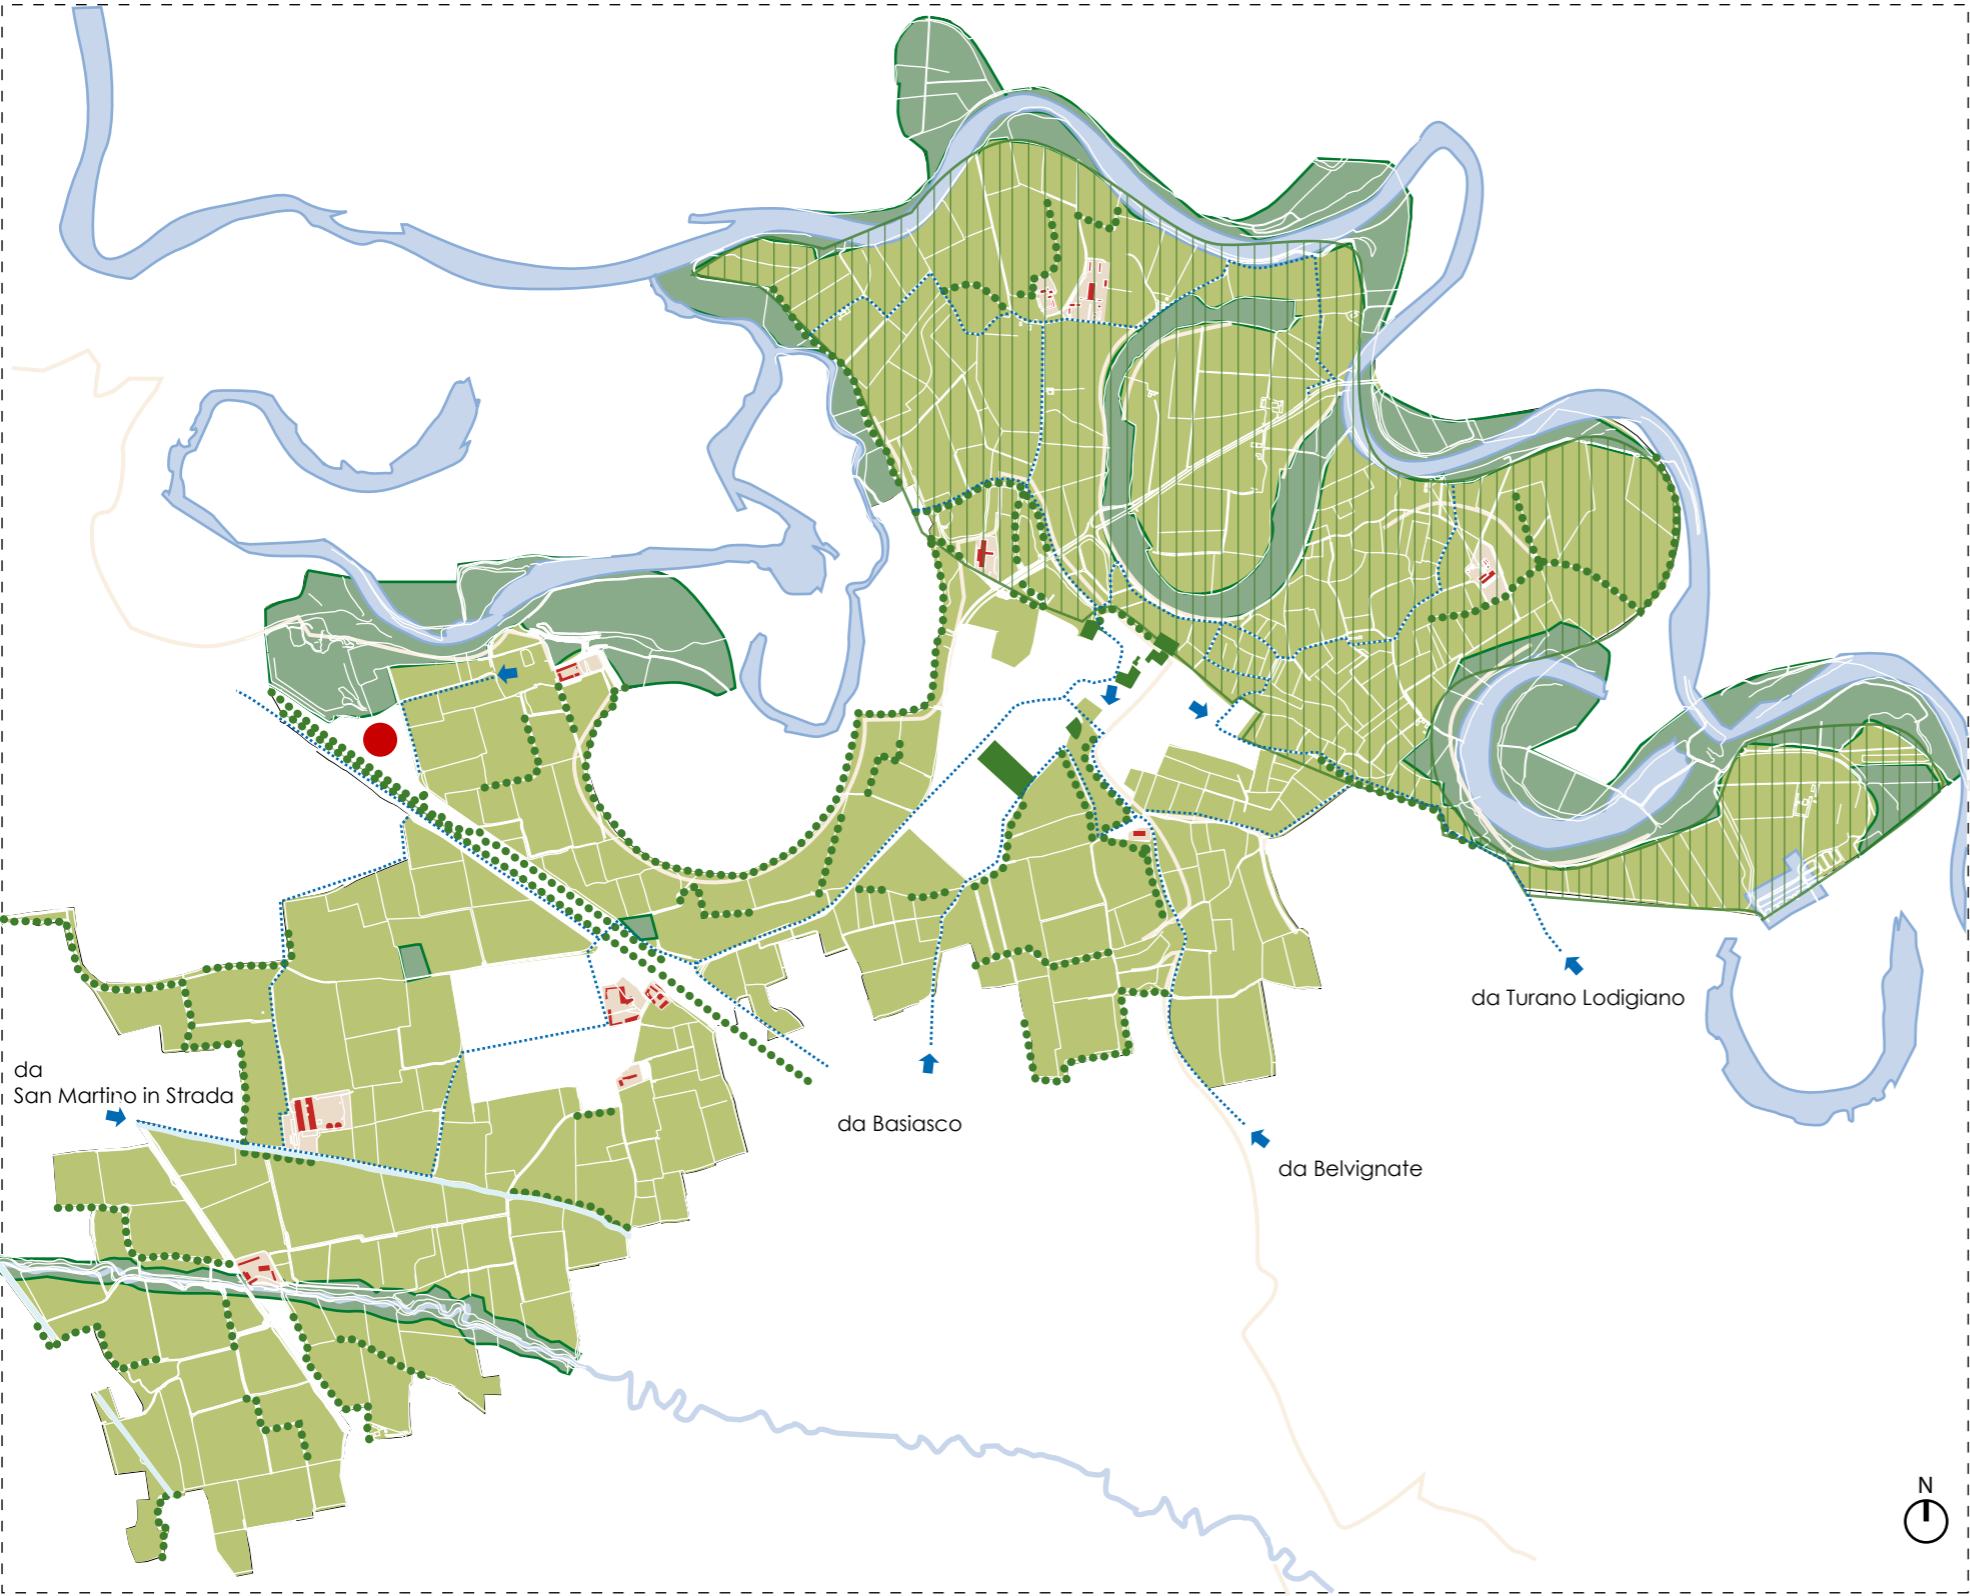 da Turano Lodigiano
da
San Martino in Strada
da Basiasco
da Belvignate
N